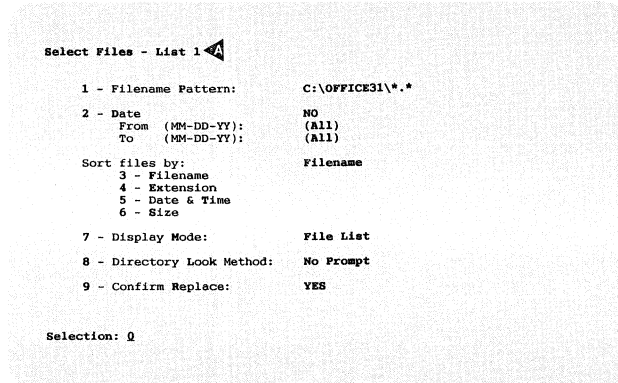 Select Files - List 1 A
1 - Filename Pattern: C:\OFFICE31\*.*
2 - Date NO
From (MM-DD-YY): (All)
To (MM-DD-YY): (All)
Sort files by: Filename
3 - Filename
4 - Extension
5 - Date & Time
6 - Size
7 - Display Mode: File List
8 - Directory Look Method: No Prompt
9 - Confirm Replace: YES
Selection: 0